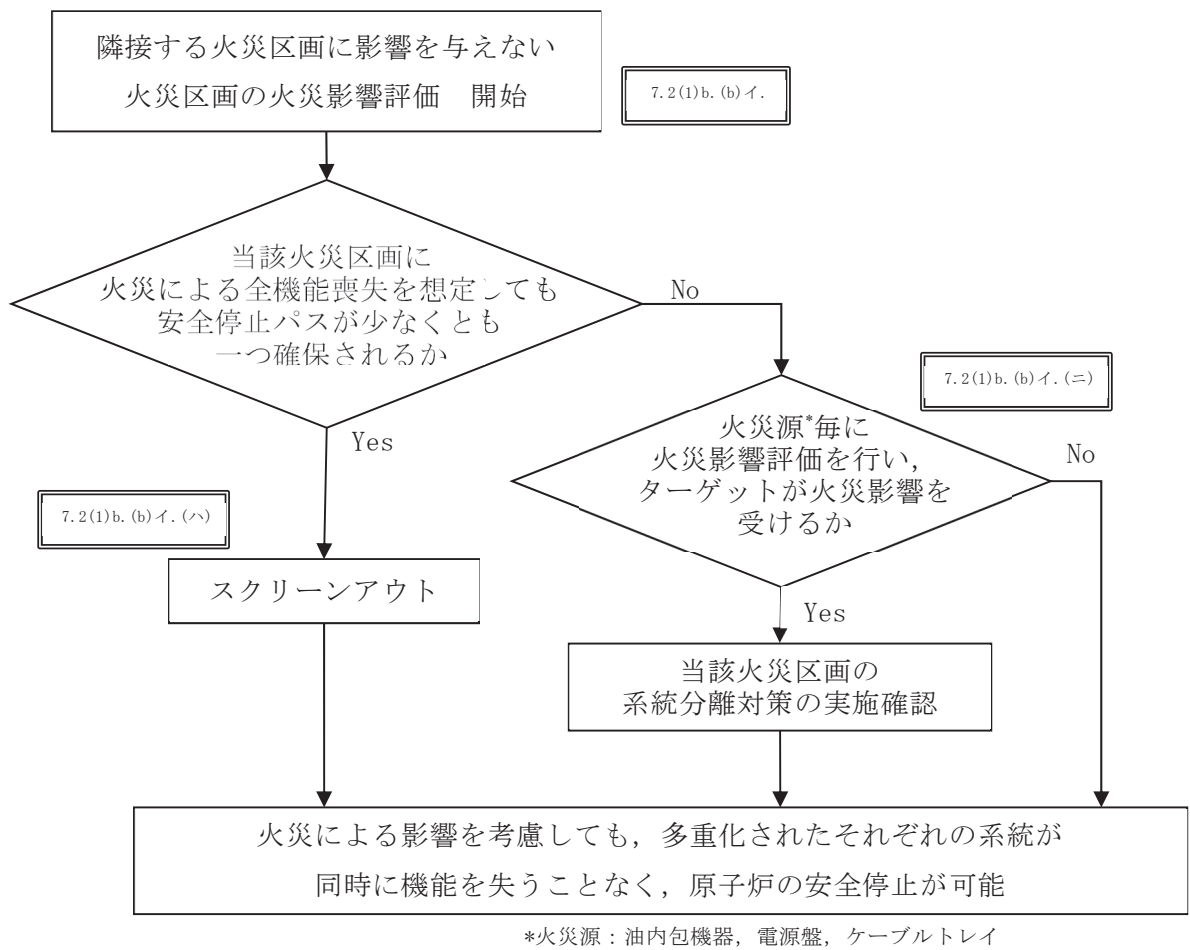 隣接する火災区画に影響を与えない
火災区画の火災影響評価　開始
7.2(1)b.(b)イ.
当該火災区画に
火災による全機能喪失を想定しても
安全停止パスが少なくとも
一つ確保されるか
No
Yes
7.2(1)b.(b)イ.(ニ)
火災源*毎に
火災影響評価を行い，
ターゲットが火災影響を
受けるか
No
Yes
7.2(1)b.(b)イ.(ハ)
スクリーンアウト
当該火災区画の
系統分離対策の実施確認
火災による影響を考慮しても，多重化されたそれぞれの系統が
同時に機能を失うことなく，原子炉の安全停止が可能
*火災源：油内包機器，電源盤，ケーブルトレイ